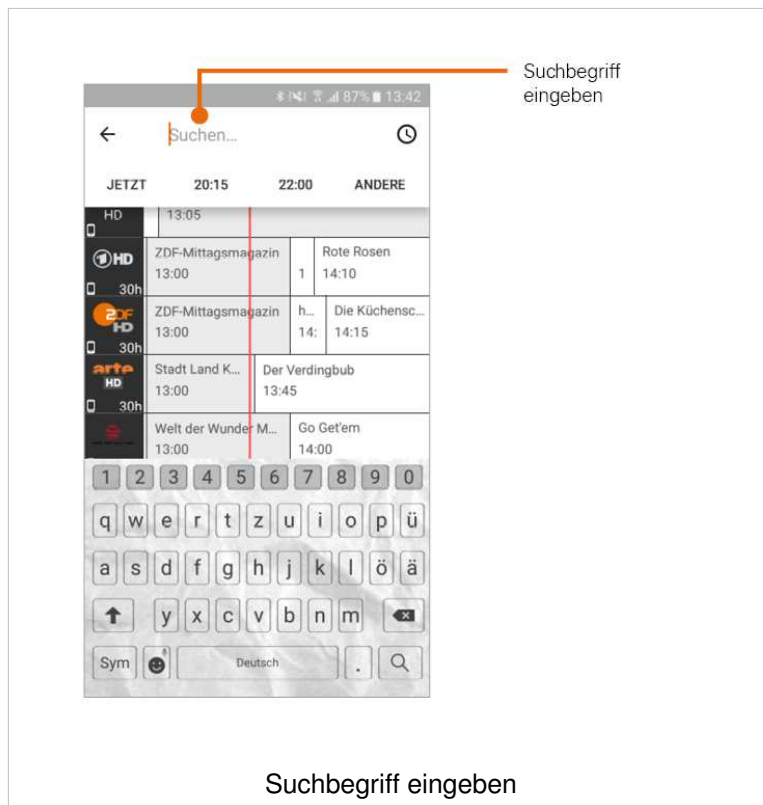 Suchbegriff
eingeben
87% 13:42
Suchen...
JETZT 20:15 22:00 ANDERE
HD 13:05
HD ZDF-Mittagsmagazin Rote Rosen
13:00 1 14:10
30h
ZDF HD ZDF-Mittagsmagazin h... Die Küchensc...
13:00 14: 14:15
30h
arte HD Stadt Land K... Der Verdingbub
13:00 13:45
30h
Welt der Wunder M... Go Get'em
13:00 14:00
1 2 3 4 5 6 7 8 9 0
q w e r t z u i o p ü
a s d f g h j k l ö ä
y x c v b n m
Sym Deutsch .
Suchbegriff eingeben